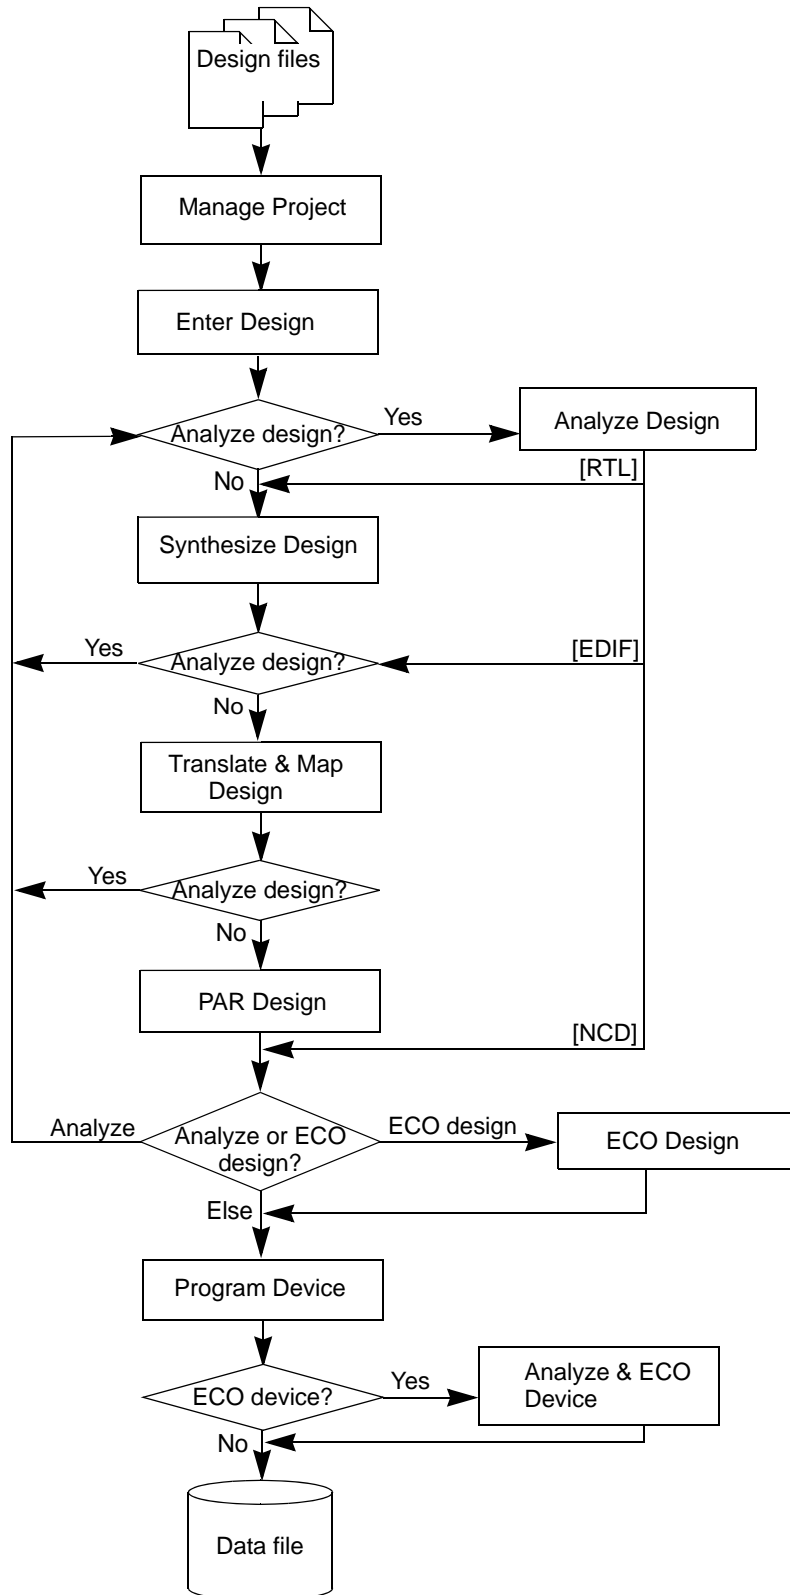 Design files
Manage Project
Enter Design
Analyze design?
Yes
Analyze Design
No
[RTL]
Synthesize Design
Yes
Analyze design?
[EDIF]
No
Translate & Map
Design
Yes
Analyze design?
No
PAR Design
[NCD]
Analyze
Analyze or ECO
design?
ECO design
ECO Design
Else
Program Device
ECO device?
Yes
Analyze & ECO
Device
No
Data file